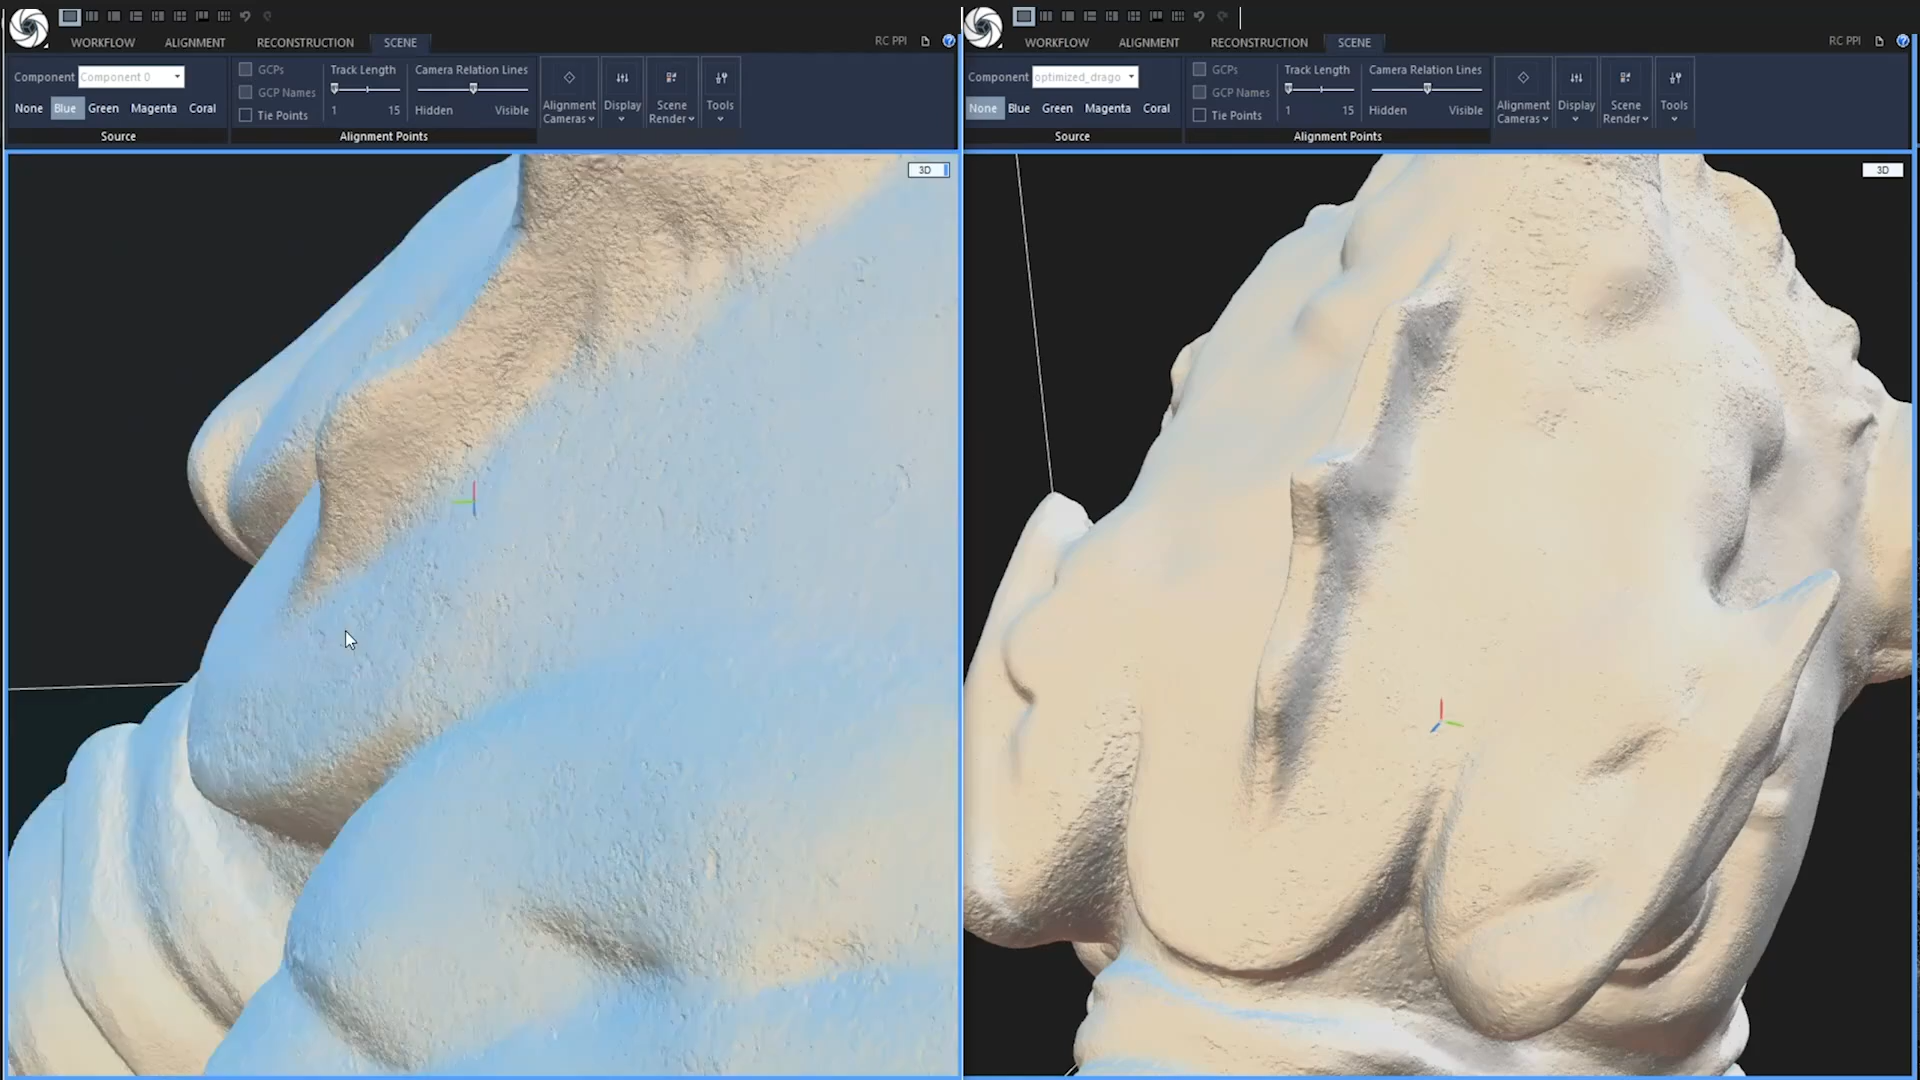 WORKFLOW ALIGNMENT RECONSTRUCTION SCENE RC PPI
Component Component 0
None Blue Green Magenta Coral
Source
GCPs
GCP Names
Tie Points
Track Length
1 15
Camera Relation Lines
Hidden Visible
Alignment Points
Alignment Cameras
Display
Scene Render
Tools
3D
WORKFLOW ALIGNMENT RECONSTRUCTION SCENE RC PPI
Component optimized_drago
None Blue Green Magenta Coral
Source
GCPs
GCP Names
Tie Points
Track Length
1 15
Camera Relation Lines
Hidden Visible
Alignment Points
Alignment Cameras
Display
Scene Render
Tools
3D